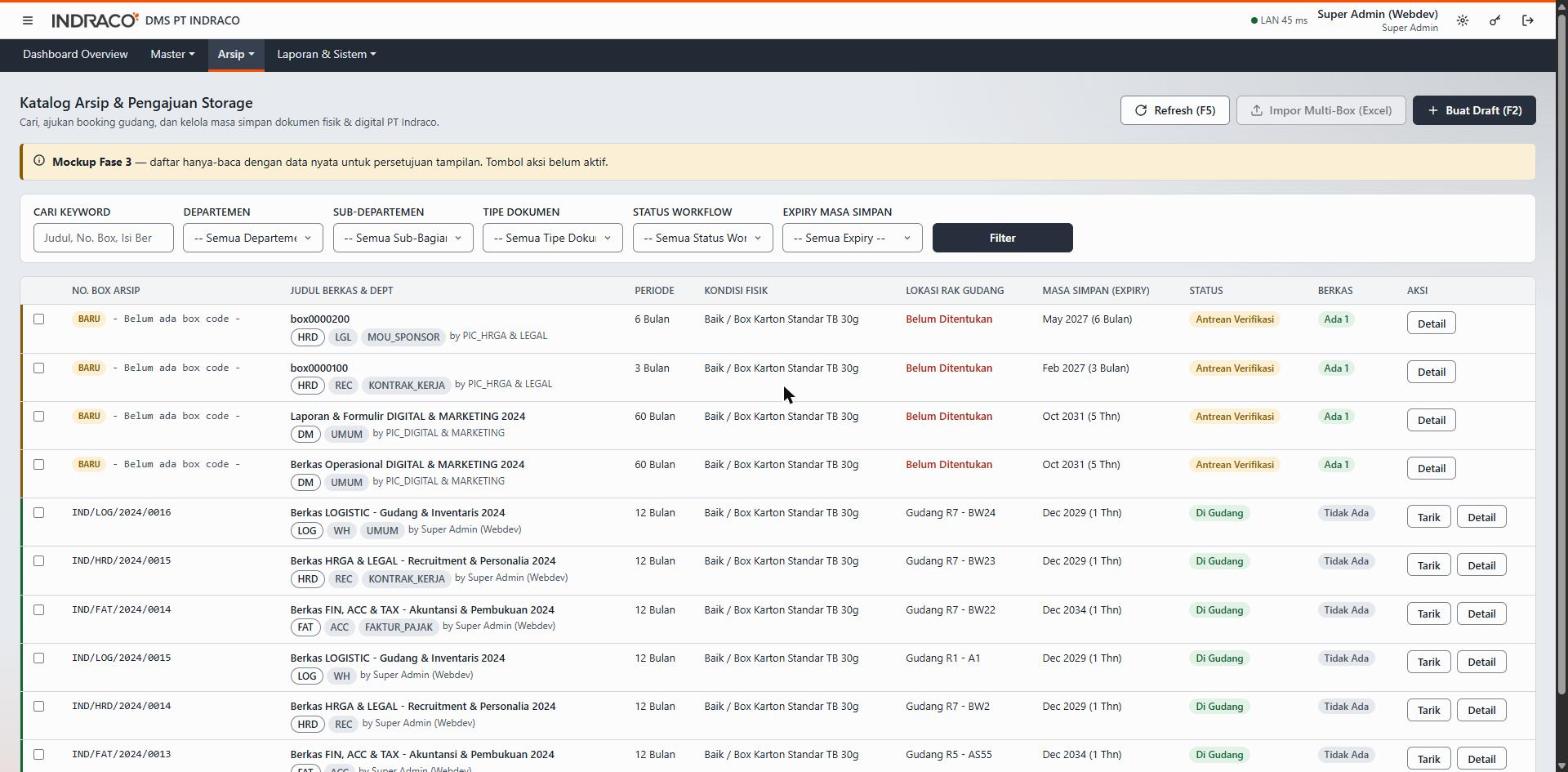 INDRACO DMS PT INDRACO LAN 45 ms Super Admin (Webdev)
Super Admin
Dashboard Overview Master Arsip Laporan & Sistem
Katalog Arsip & Pengajuan Storage
Cari, ajukan booking gudang, dan kelola masa simpan dokumen fisik & digital PT Indraco.
Refresh (F5) Impor Multi-Box (Excel) + Buat Draft (F2)
Mockup Fase 3 — daftar hanya-baca dengan data nyata untuk persetujuan tampilan. Tombol aksi belum aktif.
CARI KEYWORD DEPARTEMEN SUB-DEPARTEMEN TIPE DOKUMEN STATUS WORKFLOW EXPIRY MASA SIMPAN
Judul, No. Box, Isi Ber -- Semua Departeme -- Semua Sub-Bagia -- Semua Tipe Doku -- Semua Status Wor -- Semua Expiry -- Filter
NO. BOX ARSIP JUDUL BERKAS & DEPT PERIODE KONDISI FISIK LOKASI RAK GUDANG MASA SIMPAN (EXPIRY) STATUS BERKAS AKSI
BARU - Belum ada box code - box0000200 6 Bulan Baik / Box Karton Standar TB 30g Belum Ditentukan May 2027 (6 Bulan) Antrean Verifikasi Ada 1 Detail
HRD LGL MOU_SPONSOR by PIC_HRGA & LEGAL
BARU - Belum ada box code - box0000100 3 Bulan Baik / Box Karton Standar TB 30g Belum Ditentukan Feb 2027 (3 Bulan) Antrean Verifikasi Ada 1 Detail
HRD REC KONTRAK_KERJA by PIC_HRGA & LEGAL
BARU - Belum ada box code - Laporan & Formulir DIGITAL & MARKETING 2024 60 Bulan Baik / Box Karton Standar TB 30g Belum Ditentukan Oct 2031 (5 Thn) Antrean Verifikasi Ada 1 Detail
DM UMUM by PIC_DIGITAL & MARKETING
BARU - Belum ada box code - Berkas Operasional DIGITAL & MARKETING 2024 60 Bulan Baik / Box Karton Standar TB 30g Belum Ditentukan Oct 2031 (5 Thn) Antrean Verifikasi Ada 1 Detail
DM UMUM by PIC_DIGITAL & MARKETING
IND/LOG/2024/0016 Berkas LOGISTIC - Gudang & Inventaris 2024 12 Bulan Baik / Box Karton Standar TB 30g Gudang R7 - BW24 Dec 2029 (1 Thn) Di Gudang Tidak Ada Tarik Detail
LOG WH UMUM by Super Admin (Webdev)
IND/HRD/2024/0015 Berkas HRGA & LEGAL - Recruitment & Personalia 2024 12 Bulan Baik / Box Karton Standar TB 30g Gudang R7 - BW23 Dec 2029 (1 Thn) Di Gudang Tidak Ada Tarik Detail
HRD REC KONTRAK_KERJA by Super Admin (Webdev)
IND/FAT/2024/0014 Berkas FIN, ACC & TAX - Akuntansi & Pembukuan 2024 12 Bulan Baik / Box Karton Standar TB 30g Gudang R7 - BW22 Dec 2034 (1 Thn) Di Gudang Tidak Ada Tarik Detail
FAT ACC FAKTUR_PAJAK by Super Admin (Webdev)
IND/LOG/2024/0015 Berkas LOGISTIC - Gudang & Inventaris 2024 12 Bulan Baik / Box Karton Standar TB 30g Gudang R1 - A1 Dec 2029 (1 Thn) Di Gudang Tidak Ada Tarik Detail
LOG WH by Super Admin (Webdev)
IND/HRD/2024/0014 Berkas HRGA & LEGAL - Recruitment & Personalia 2024 12 Bulan Baik / Box Karton Standar TB 30g Gudang R7 - BW2 Dec 2029 (1 Thn) Di Gudang Tidak Ada Tarik Detail
HRD REC by Super Admin (Webdev)
IND/FAT/2024/0013 Berkas FIN, ACC & TAX - Akuntansi & Pembukuan 2024 12 Bulan Baik / Box Karton Standar TB 30g Gudang R5 - AS55 Dec 2034 (1 Thn) Di Gudang Tidak Ada Tarik Detail
FAT ACC by Super Admin (Webdev)